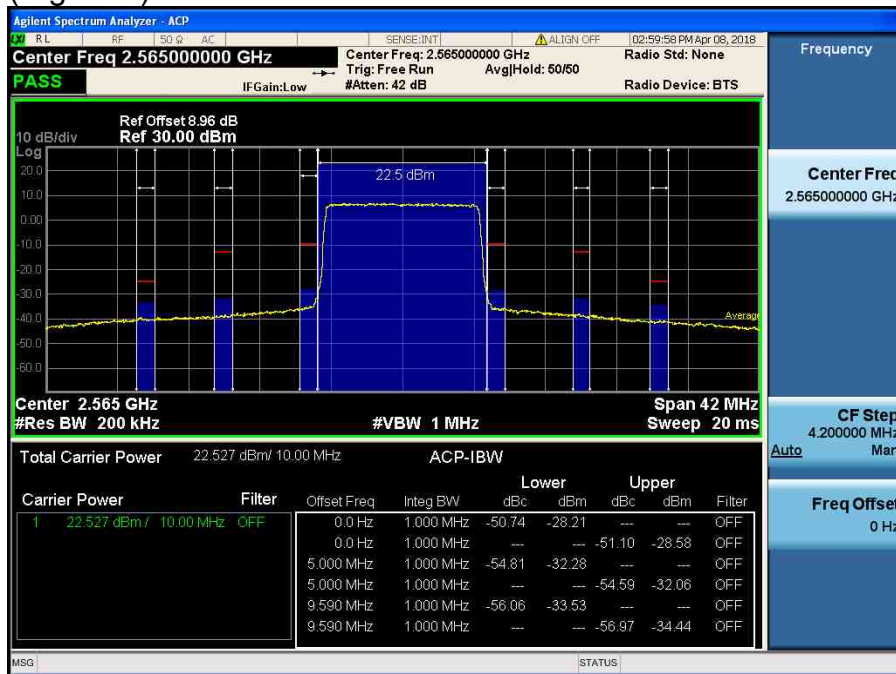 Agilent Spectrum Analyzer - ACP
LXI RL RF 50 Ω AC SENSE:INT ALIGN OFF 02:59:58 PM Apr 08, 2018
Center Freq 2.565000000 GHz
Center Freq: 2.565000000 GHz
Radio Std: None
Trig: Free Run Avg|Hold: 50/50
PASS
IFGain:Low
#Atten: 42 dB
Radio Device: BTS
Ref Offset 8.96 dB
10 dB/div Ref 30.00 dBm
Log
22.5 dBm
20.0
10.0
0.00
-10.0
-20.0
-30.0
-40.0
-50.0
-60.0
Average
Center 2.565 GHz Span 42 MHz
#Res BW 200 kHz #VBW 1 MHz Sweep 20 ms
Total Carrier Power 22.527 dBm/ 10.00 MHz ACP-IBW
Lower Upper
Carrier Power Filter Offset Freq Integ BW dBc dBm dBc dBm Filter
1 22.527 dBm / 10.00 MHz OFF 0.0 Hz 1.000 MHz -50.74 -28.21 --- --- OFF
0.0 Hz 1.000 MHz --- --- -51.10 -28.58 OFF
5.000 MHz 1.000 MHz -54.81 -32.28 --- --- OFF
5.000 MHz 1.000 MHz --- --- -54.59 -32.06 OFF
9.590 MHz 1.000 MHz -56.06 -33.53 --- --- OFF
9.590 MHz 1.000 MHz --- --- -56.97 -34.44 OFF
MSG STATUS
Frequency
Center Freq
2.565000000 GHz
CF Step
4.200000 MHz
Auto Man
Freq Offset
0 Hz